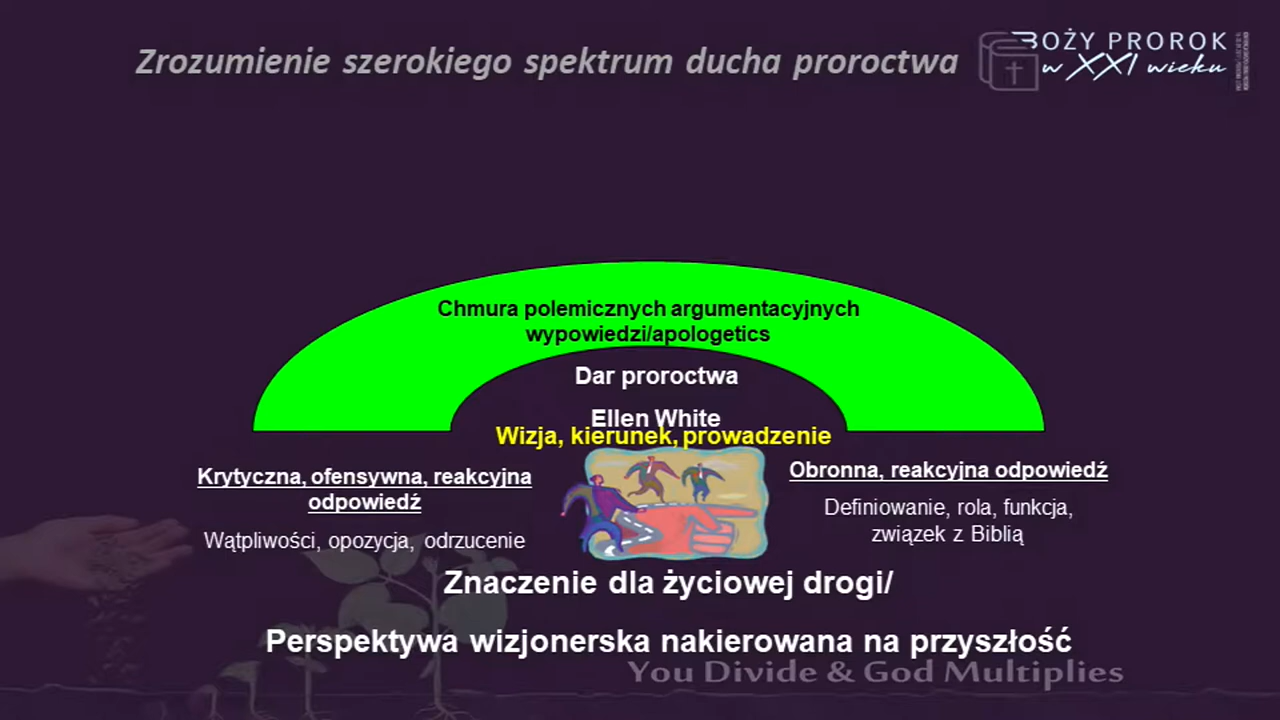 Zrozumienie szerokiego spektrum ducha proroctwa
BOŻY PROROK
w XXI wieku
Chmura polemicznych argumentacyjnych
wypowiedzi/apologetics
Dar proroctwa
Ellen White
Wizja, kierunek, prowadzenie
Krytyczna, ofensywna, reakcyjna
odpowiedź
Wątpliwości, opozycja, odrzucenie
Obronna, reakcyjna odpowiedź
Definiowanie, rola, funkcja,
związek z Biblią
Znaczenie dla życiowej drogi/
Perspektywa wizjonerska nakierowana na przyszłość
You Divide & God Multiplies